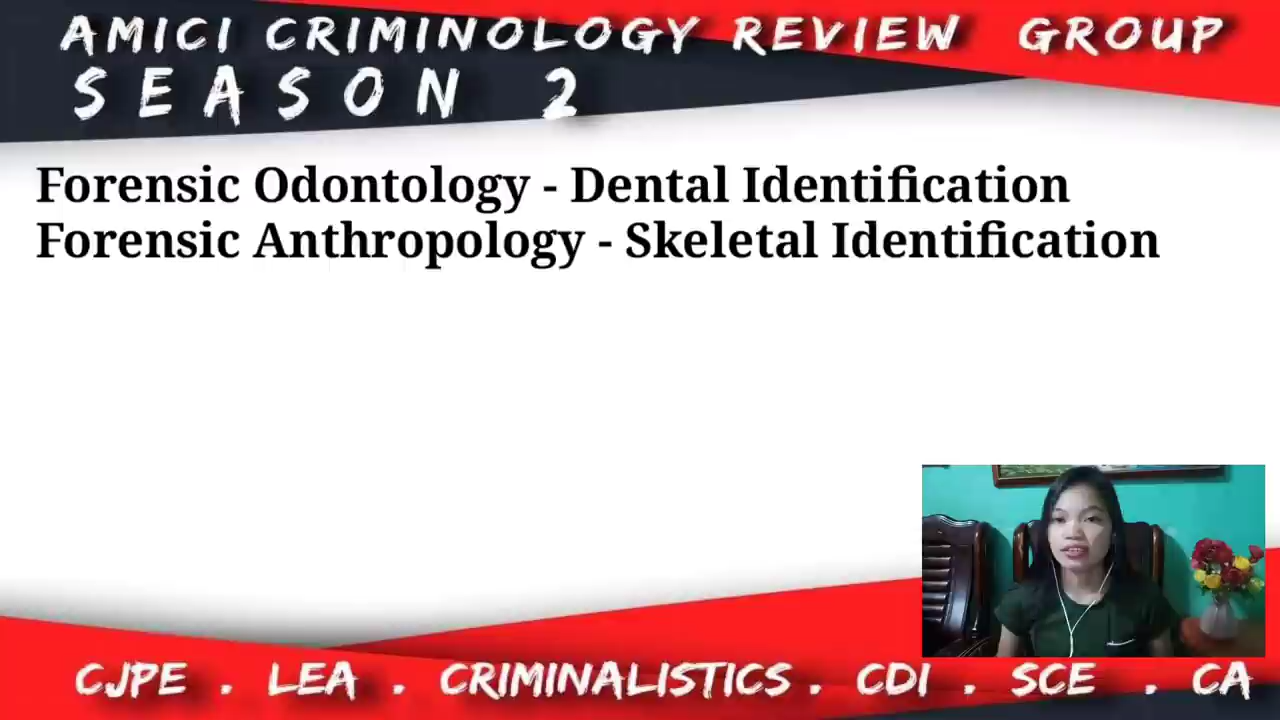 AMICI CRIMINOLOGY REVIEW GROUP
SEASON 2
Forensic Odontology - Dental Identification
Forensic Anthropology - Skeletal Identification
CJPE . LEA . CRIMINALISTICS . CDI . SCE . CA